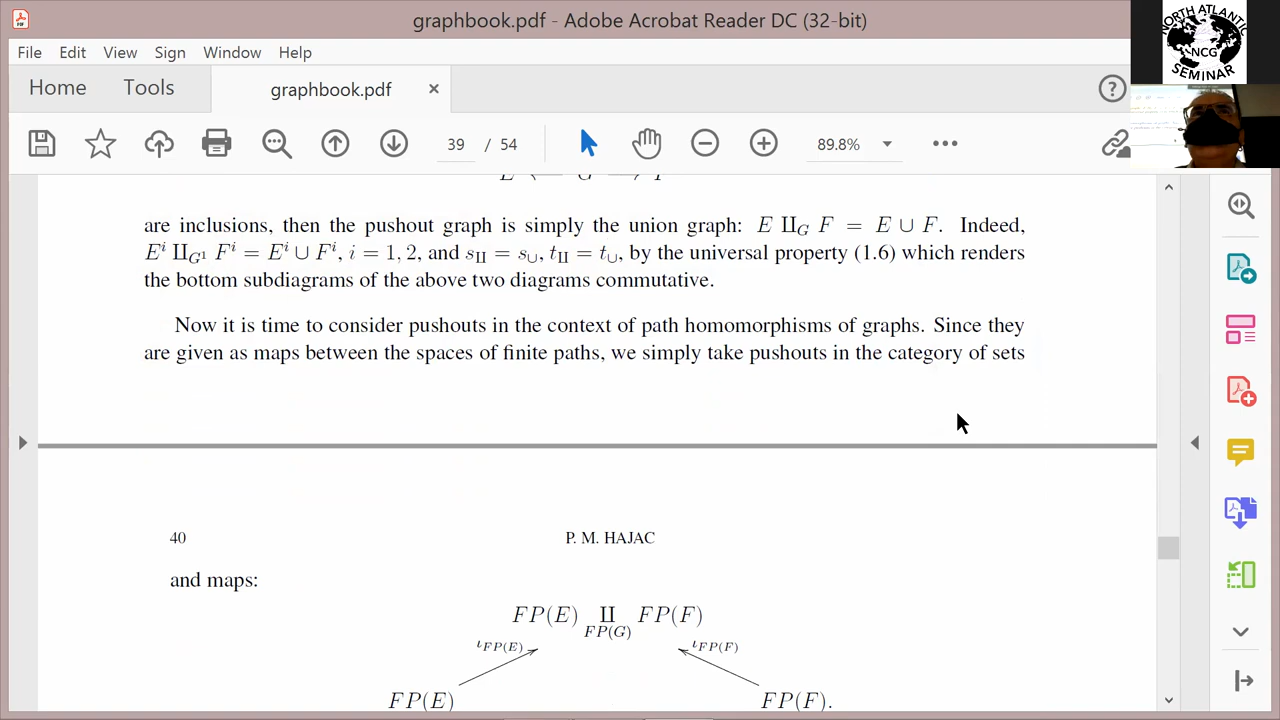 graphbook.pdf - Adobe Acrobat Reader DC (32-bit)
NORTH ATLANTIC
NCG
SEMINAR
File Edit View Sign Window Help
Home Tools graphbook.pdf ×
39 / 54 89.8%
are inclusions, then the pushout graph is simply the union graph: E ∐_G F = E ∪ F. Indeed,
E^i ∐_{G^1} F^i = E^i ∪ F^i, i = 1, 2, and s_∐ = s_∪, t_∐ = t_∪, by the universal property (1.6) which renders
the bottom subdiagrams of the above two diagrams commutative.
Now it is time to consider pushouts in the context of path homomorphisms of graphs. Since they
are given as maps between the spaces of finite paths, we simply take pushouts in the category of sets
40 P. M. HAJAC
and maps:
FP(E) ∐ FP(F)
FP(G)
ι_{FP(E)} ι_{FP(F)}
FP(E) FP(F).